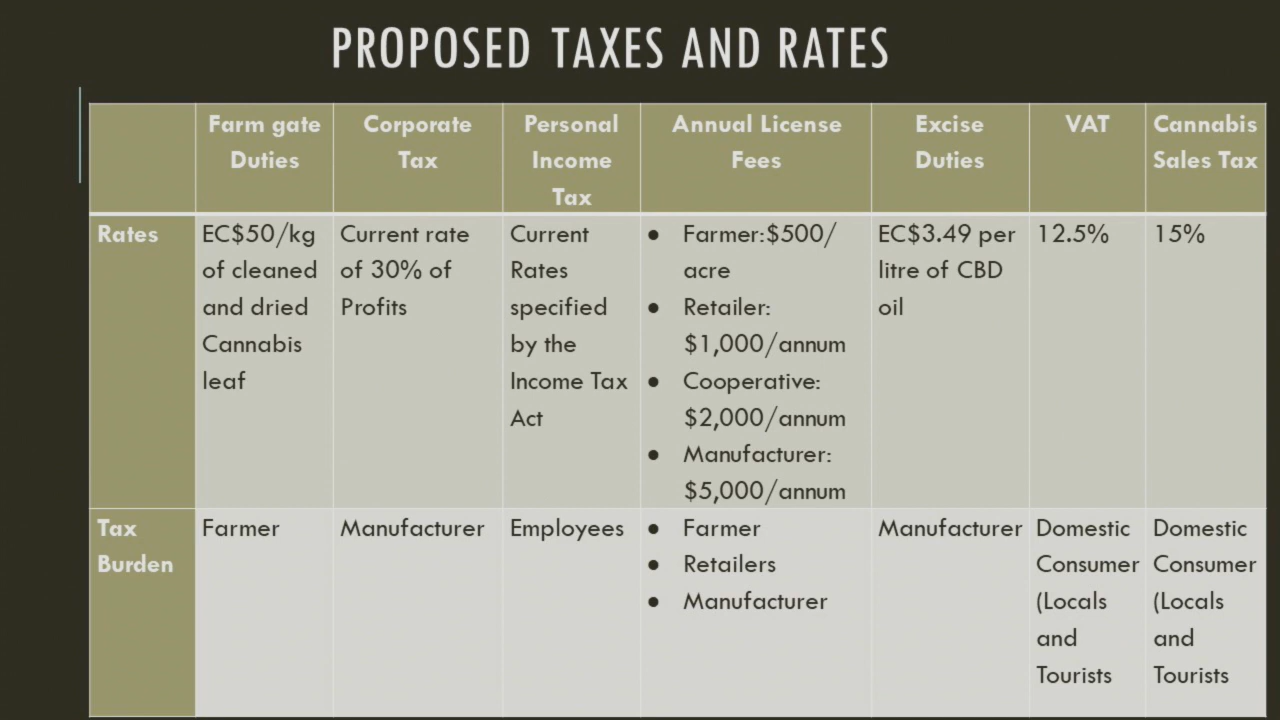 PROPOSED TAXES AND RATES
Farm gate
Duties
Corporate
Tax
Personal
Income
Tax
Annual License
Fees
Excise
Duties
VAT
Cannabis
Sales Tax
Rates
EC$50/kg
of cleaned
and dried
Cannabis
leaf
Current rate
of 30% of
Profits
Current
Rates
specified
by the
Income Tax
Act
• Farmer:$500/
acre
• Retailer:
$1,000/annum
• Cooperative:
$2,000/annum
• Manufacturer:
$5,000/annum
EC$3.49 per
litre of CBD
oil
12.5%
15%
Tax
Burden
Farmer
Manufacturer
Employees
• Farmer
• Retailers
• Manufacturer
Manufacturer
Domestic
Consumer
(Locals
and
Tourists
Domestic
Consumer
(Locals
and
Tourists